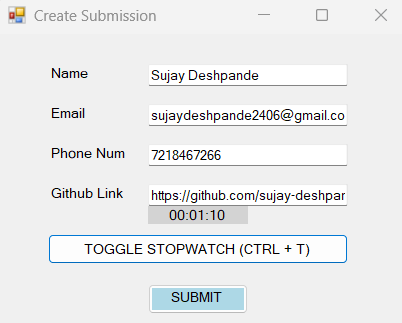 Create Submission
Name Sujay Deshpande
Email sujaydeshpande2406@gmail.co
Phone Num 7218467266
Github Link https://github.com/sujay-deshpar
00:01:10
TOGGLE STOPWATCH (CTRL + T)
SUBMIT